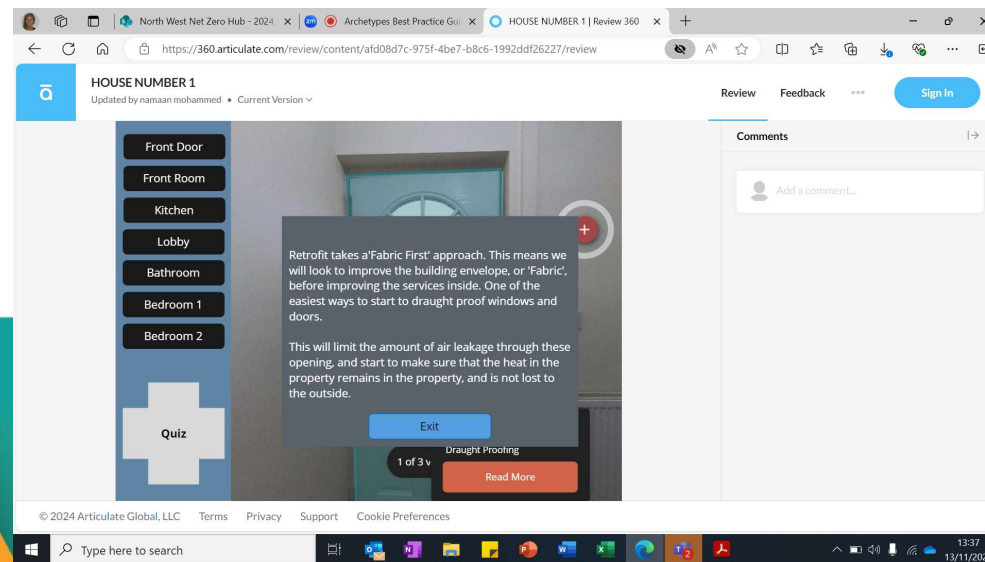 North West Net Zero Hub - 2024
Archetypes Best Practice Gui
HOUSE NUMBER 1 | Review 360
https://360.articulate.com/review/content/afd08d7c-975f-4be7-b8c6-1992ddf26227/review
HOUSE NUMBER 1
Updated by namaan mohammed • Current Version
Review
Feedback
Sign In
Front Door
Front Room
Kitchen
Lobby
Bathroom
Bedroom 1
Bedroom 2
Quiz
Retrofit takes a'Fabric First' approach. This means we
will look to improve the building envelope, or 'Fabric',
before improving the services inside. One of the
easiest ways to start to draught proof windows and
doors.
This will limit the amount of air leakage through these
opening, and start to make sure that the heat in the
property remains in the property, and is not lost to
the outside.
Exit
1 of 3 v
Draught Proofing
Read More
Comments
Add a comment...
© 2024 Articulate Global, LLC Terms Privacy Support Cookie Preferences
Type here to search
13:37
13/11/202